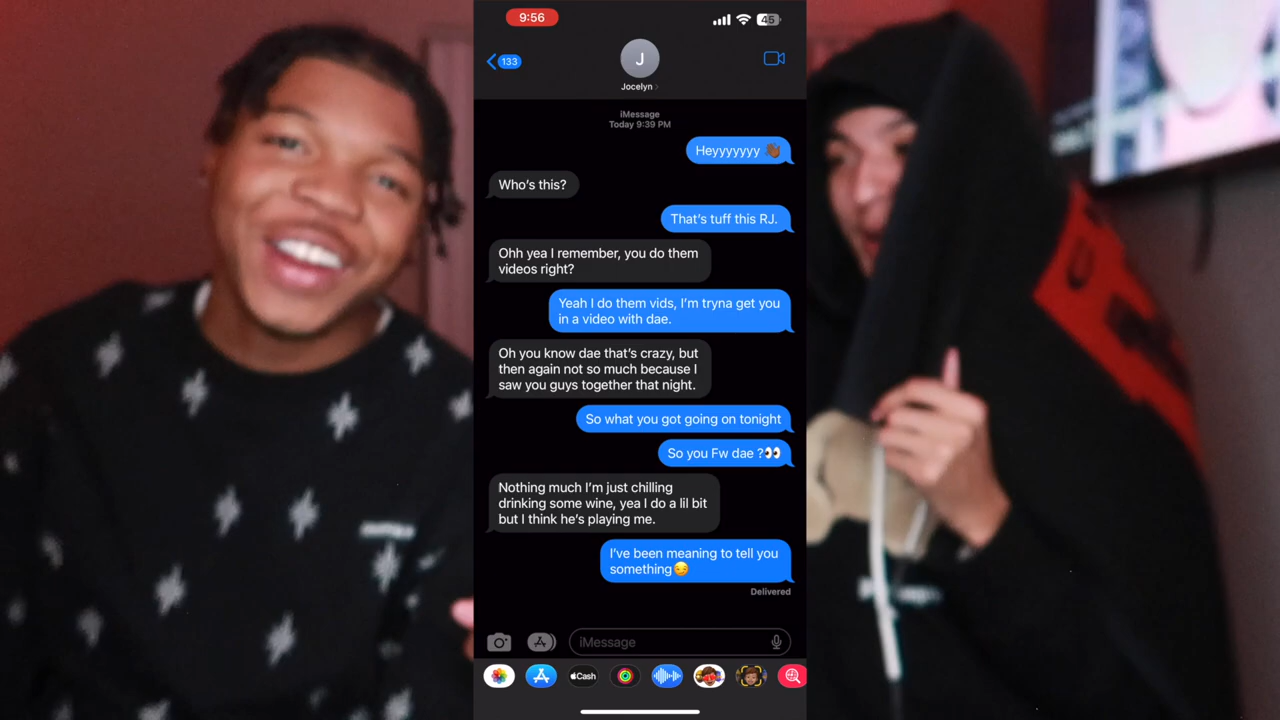 9:56
45
133
J
Jocelyn
iMessage
Today 9:39 PM
Heyyyyyyy 👋🏾
Who's this?
That's tuff this RJ.
Ohh yea I remember, you do them
videos right?
Yeah I do them vids, I'm tryna get you
in a video with dae.
Oh you know dae that's crazy, but
then again not so much because I
saw you guys together that night.
So what you got going on tonight
So you Fw dae ?👀
Nothing much I'm just chilling
drinking some wine, yea I do a lil bit
but I think he's playing me.
I've been meaning to tell you
something😏
Delivered
iMessage
Cash